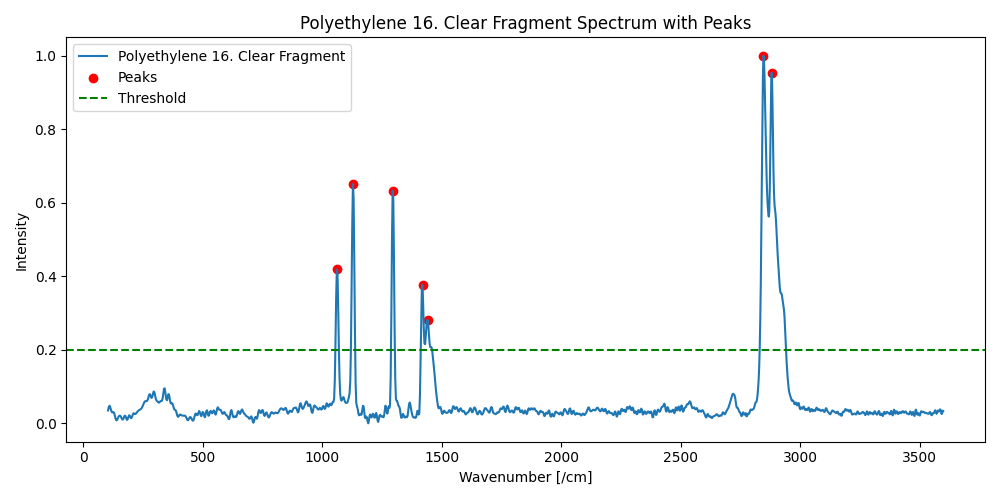 Polyethylene 16. Clear Fragment Spectrum with Peaks
Polyethylene 16. Clear Fragment
Peaks
Threshold
Intensity
1.0
0.8
0.6
0.4
0.2
0.0
0 500 1000 1500 2000 2500 3000 3500
Wavenumber [/cm]